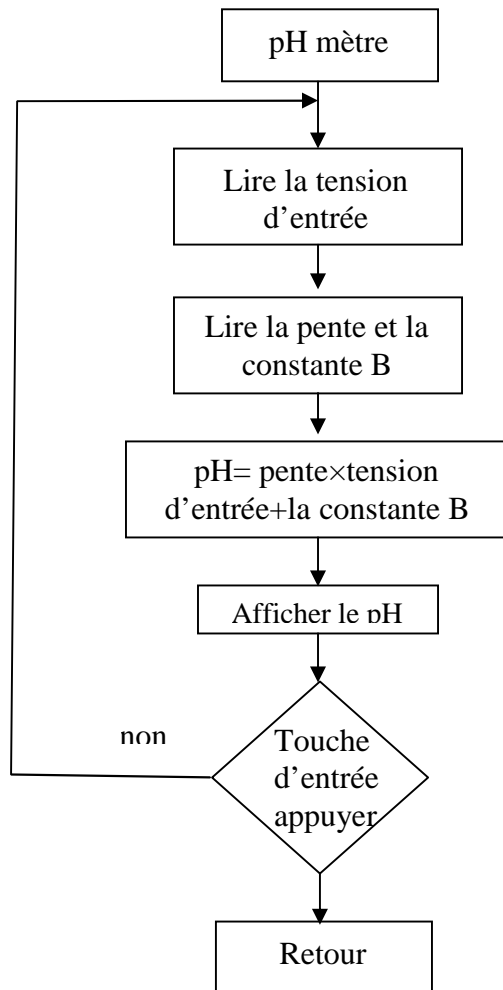 pH mètre
Lire la tension
d’entrée
Lire la pente et la
constante B
pH= pente×tension
d’entrée+la constante B
Afficher le pH
non
Touche
d’entrée
appuyer
Retour